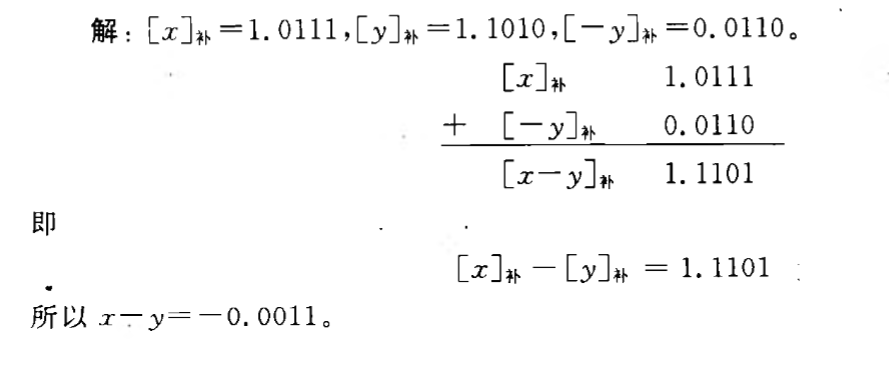 解：[x]补＝1.0111，[y]补＝1.1010，[－y]补＝0.0110。
[x]补 1.0111
＋ [－y]补 0.0110
[x－y]补 1.1101
即
[x]补－[y]补 ＝ 1.1101
所以 x－y＝－0.0011。